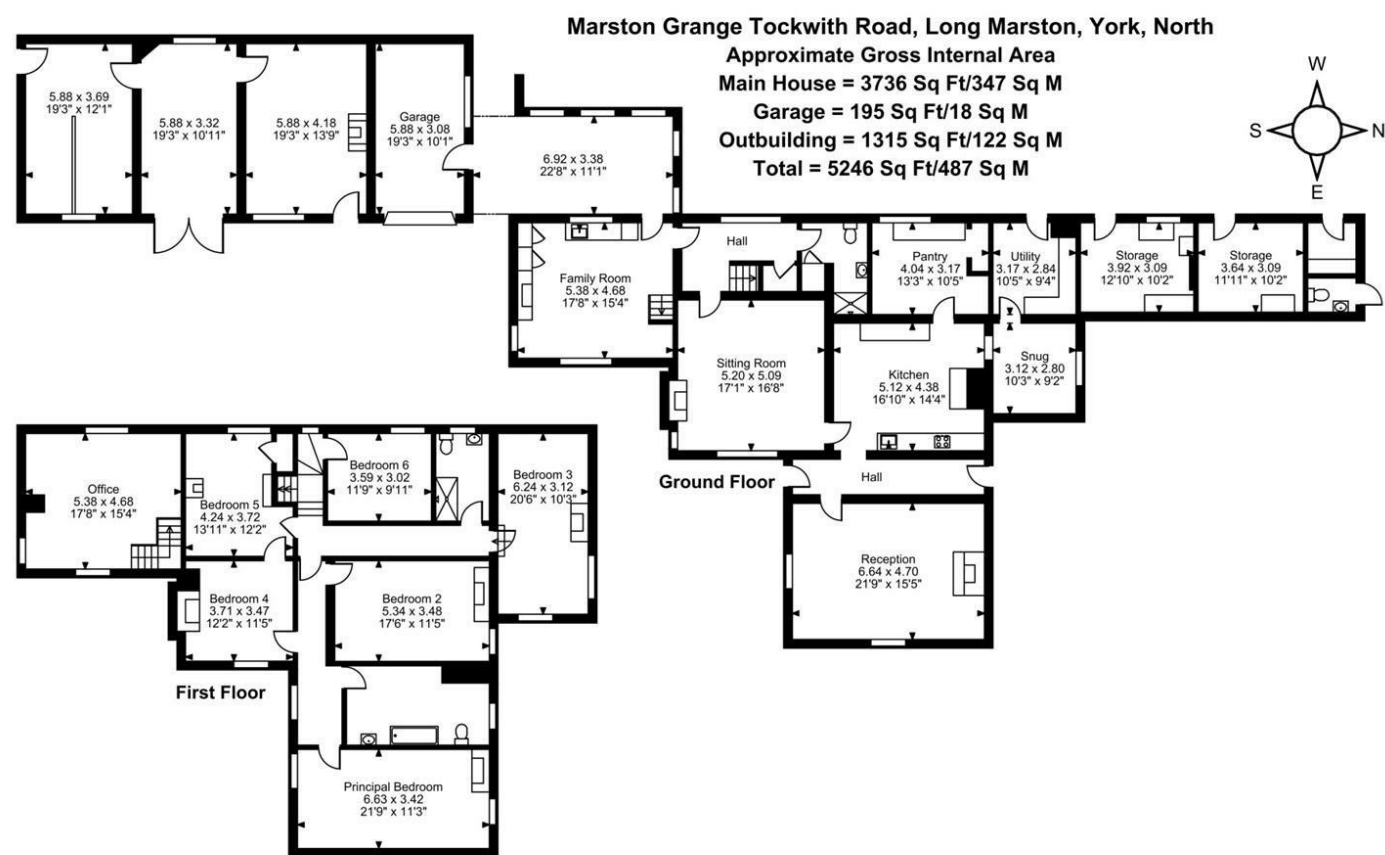 Marston Grange Tockwith Road, Long Marston, York, North
Approximate Gross Internal Area
Main House = 3736 Sq Ft/347 Sq M
Garage = 195 Sq Ft/18 Sq M
Outbuilding = 1315 Sq Ft/122 Sq M
Total = 5246 Sq Ft/487 Sq M
W
S
N
E
5.88 x 3.69
19'3" x 12'1"
5.88 x 3.32
19'3" x 10'11"
5.88 x 4.18
19'3" x 13'9"
Garage
5.88 x 3.08
19'3" x 10'1"
6.92 x 3.38
22'8" x 11'1"
Family Room
5.38 x 4.68
17'8" x 15'4"
Hall
Pantry
4.04 x 3.17
13'3" x 10'5"
Utility
3.17 x 2.84
10'5" x 9'4"
Storage
3.92 x 3.09
12'10" x 10'2"
Storage
3.64 x 3.09
11'11" x 10'2"
Sitting Room
5.20 x 5.09
17'1" x 16'8"
Kitchen
5.12 x 4.38
16'10" x 14'4"
Snug
3.12 x 2.80
10'3" x 9'2"
Ground Floor
Hall
Reception
6.64 x 4.70
21'9" x 15'5"
Office
5.38 x 4.68
17'8" x 15'4"
Bedroom 5
4.24 x 3.72
13'11" x 12'2"
Bedroom 6
3.59 x 3.02
11'9" x 9'11"
Bedroom 3
6.24 x 3.12
20'6" x 10'3"
Bedroom 4
3.71 x 3.47
12'2" x 11'5"
Bedroom 2
5.34 x 3.48
17'6" x 11'5"
First Floor
Principal Bedroom
6.63 x 3.42
21'9" x 11'3"